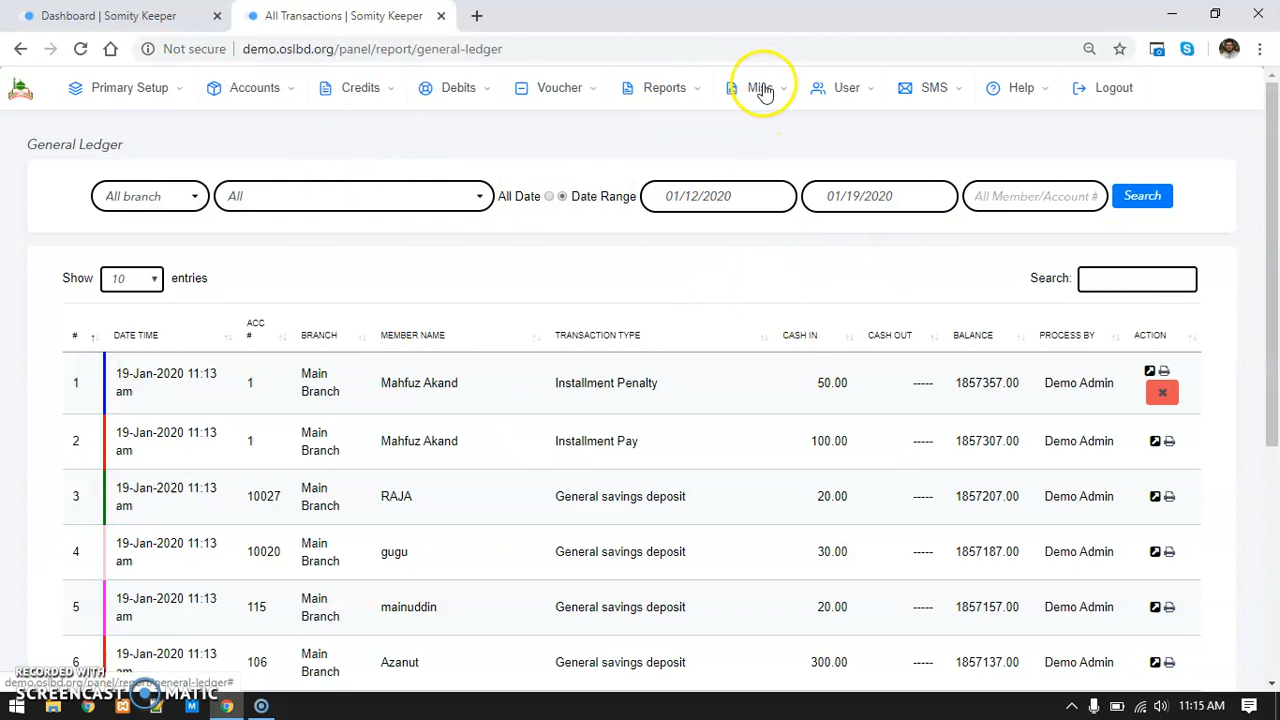 Dashboard | Somity Keeper All Transactions | Somity Keeper
Not secure demo.oslbd.org/panel/report/general-ledger
Primary Setup Accounts Credits Debits Voucher Reports User SMS Help Logout
General Ledger
All branch All All Date Date Range 01/12/2020 01/19/2020 All Member/Account # Search
Show 10 entries Search:
# DATE TIME ACC # BRANCH MEMBER NAME TRANSACTION TYPE CASH IN CASH OUT BALANCE PROCESS BY ACTION
1 19-Jan-2020 11:13 am 1 Main Branch Mahfuz Akand Installment Penalty 50.00 ----- 1857357.00 Demo Admin
2 19-Jan-2020 11:13 am 1 Main Branch Mahfuz Akand Installment Pay 100.00 ----- 1857307.00 Demo Admin
3 19-Jan-2020 11:13 am 10027 Main Branch RAJA General savings deposit 20.00 ----- 1857207.00 Demo Admin
4 19-Jan-2020 11:13 am 10020 Main Branch gugu General savings deposit 30.00 ----- 1857187.00 Demo Admin
5 19-Jan-2020 11:13 am 115 Main Branch mainuddin General savings deposit 20.00 ----- 1857157.00 Demo Admin
6 19-Jan-2020 11:13 am 106 Main Branch Azanut General savings deposit 300.00 ----- 1857137.00 Demo Admin
RECORDED WITH
demo.oslbd.org/panel/report/general-ledger#
SCREENCAST MATIC
11:15 AM